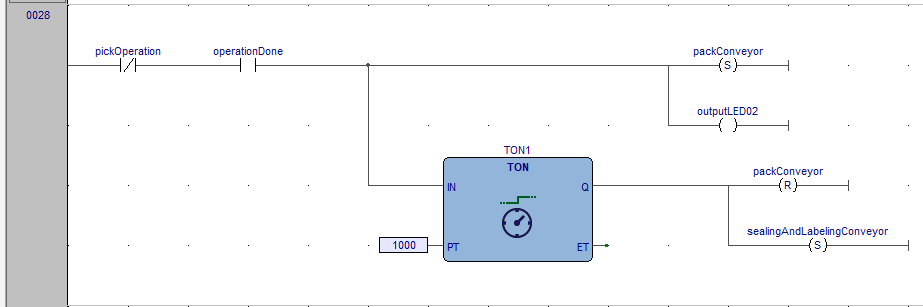 0028
pickOperation operationDone packConveyor
S
outputLED02
TON1
TON packConveyor
IN Q R
sealingAndLabelingConveyor
1000 PT ET S